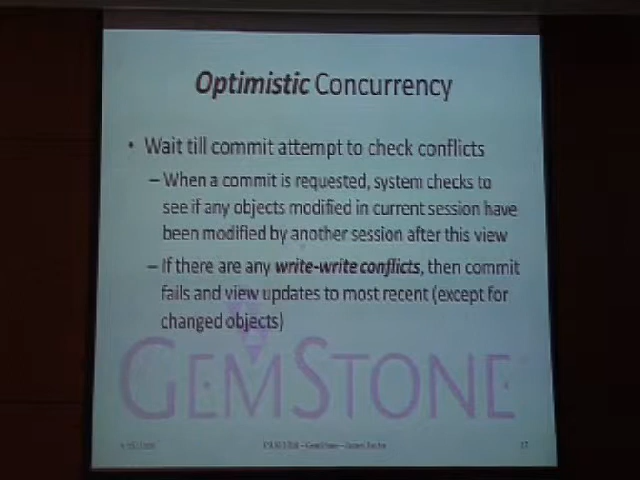 Optimistic Concurrency
• Wait till commit attempt to check conflicts
– When a commit is requested, system checks to
see if any objects modified in current session have
been modified by another session after this view
– If there are any write-write conflicts, then commit
fails and view updates to most recent (except for
changed objects)
GEMSTONE